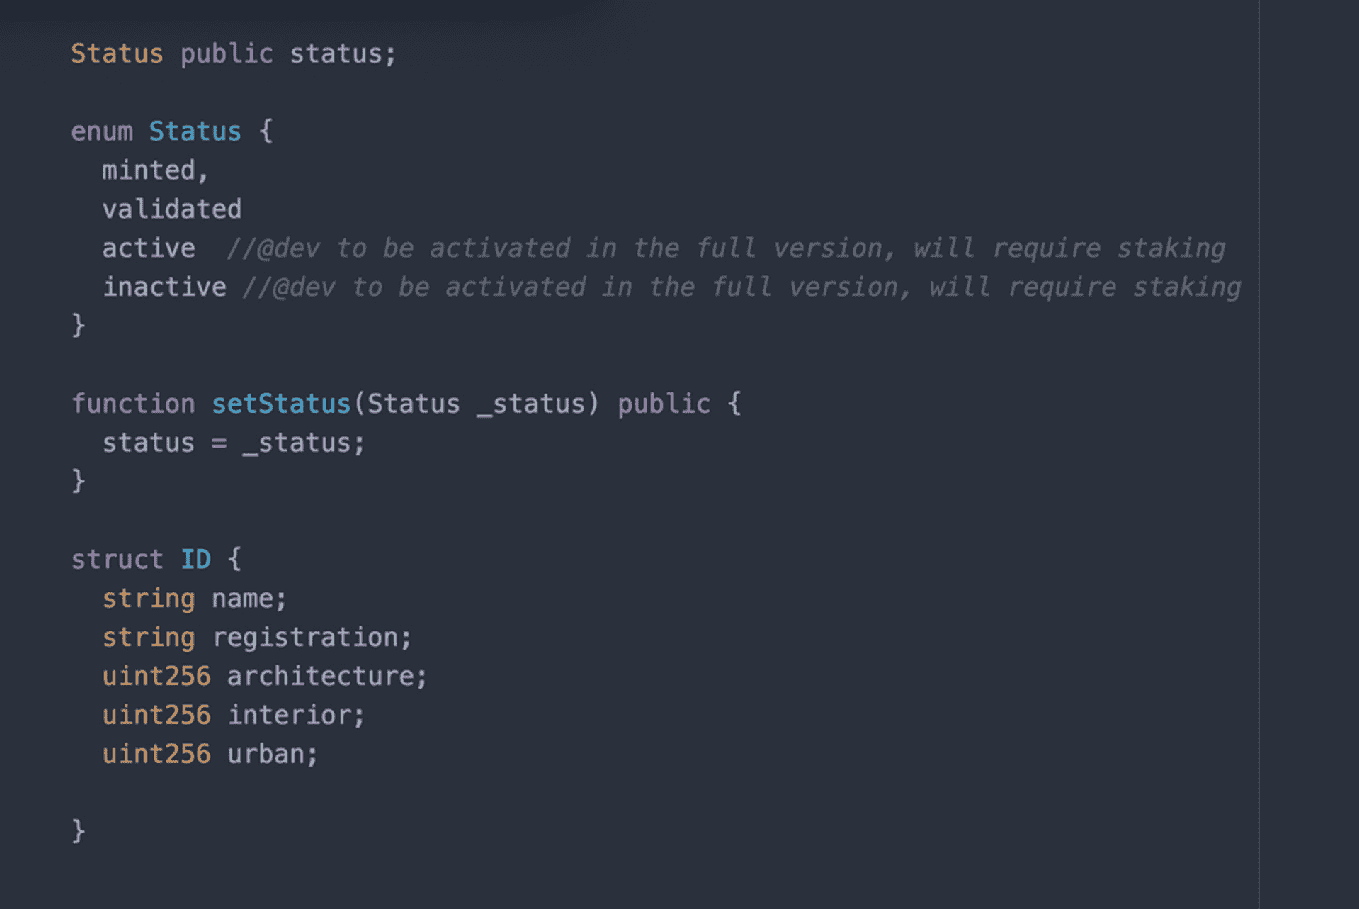 Status public status;
enum Status {
minted,
validated
active //@dev to be activated in the full version, will require staking
inactive //@dev to be activated in the full version, will require staking
}
function setStatus(Status _status) public {
status = _status;
}
struct ID {
string name;
string registration;
uint256 architecture;
uint256 interior;
uint256 urban;
}